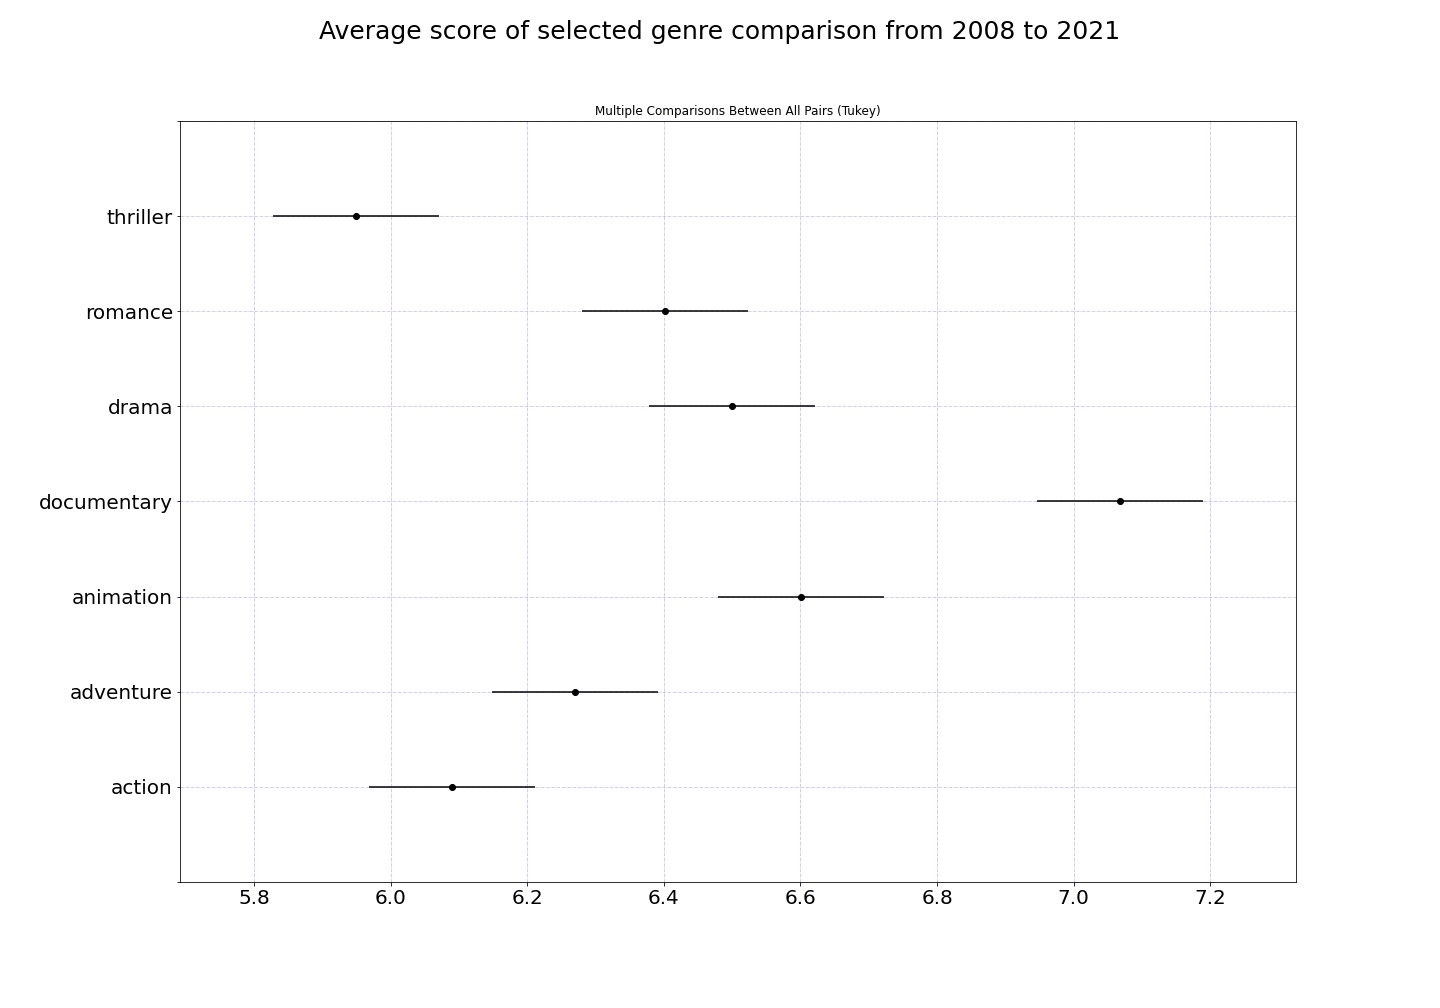 Average score of selected genre comparison from 2008 to 2021
Multiple Comparisons Between All Pairs (Tukey)
thriller
romance
drama
documentary
animation
adventure
action
5.8 6.0 6.2 6.4 6.6 6.8 7.0 7.2